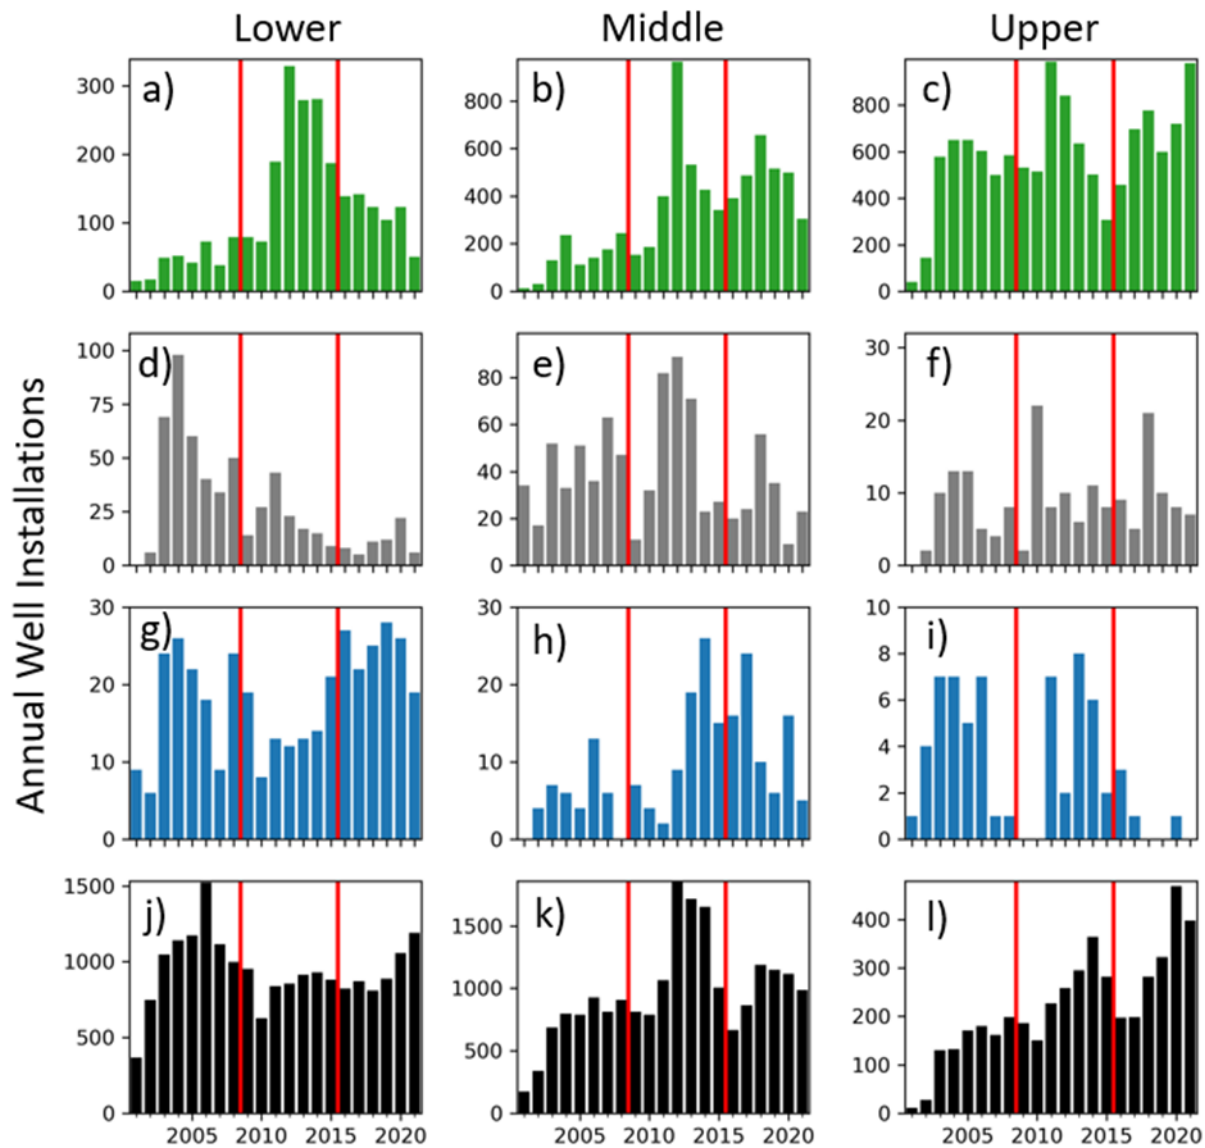 Lower Middle Upper
Annual Well Installations
a) b) c)
300 800 800
200 600 600
100 400 400
0 200 200
0 0
d) e) f)
100 80 30
75 60 20
50 40 10
25 20 0
0 0
g) h) i)
30 30 10
20 20 8
10 10 6
0 0 4
2
0
j) k) l)
1500 1500 400
1000 1000 300
500 500 200
0 0 100
0
2005 2010 2015 2020 2005 2010 2015 2020 2005 2010 2015 2020